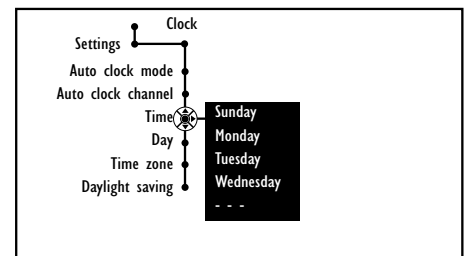 Clock
Settings
Auto clock mode
Auto clock channel
Time
Day
Time zone
Daylight saving
Sunday
Monday
Tuesday
Wednesday
- - -